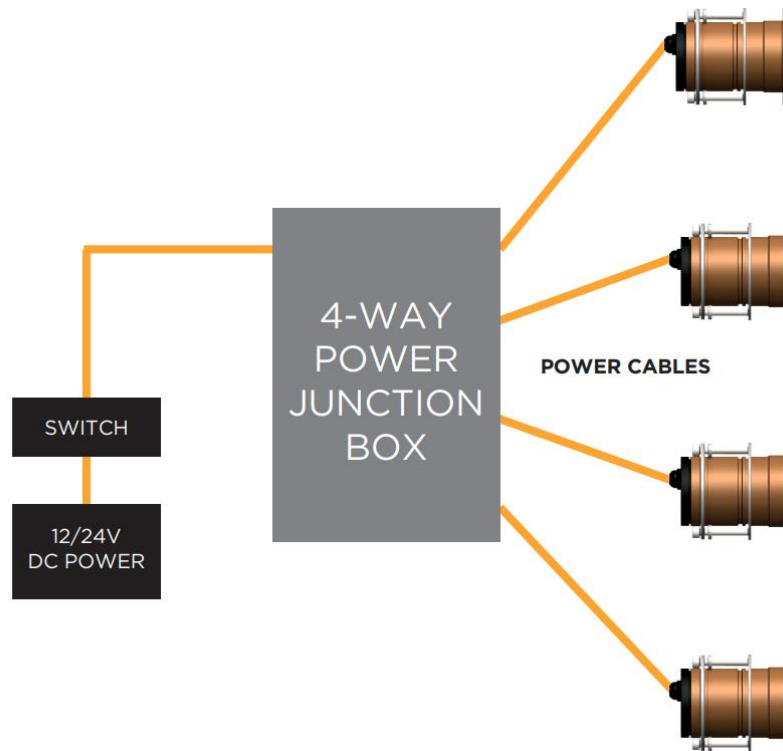 4-WAY
POWER
JUNCTION
BOX
POWER CABLES
SWITCH
12/24V
DC POWER